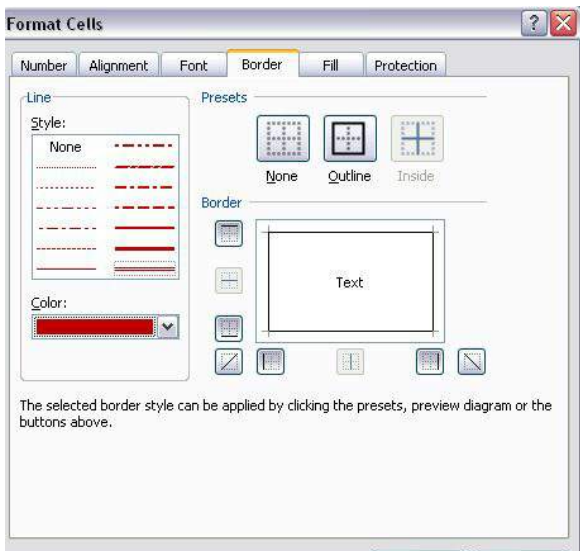 Format Cells
Number Alignment Font Border Fill Protection
Line
Style:
None
Color:
Presets
None Outline Inside
Border
Text
The selected border style can be applied by clicking the presets, preview diagram or the
buttons above.